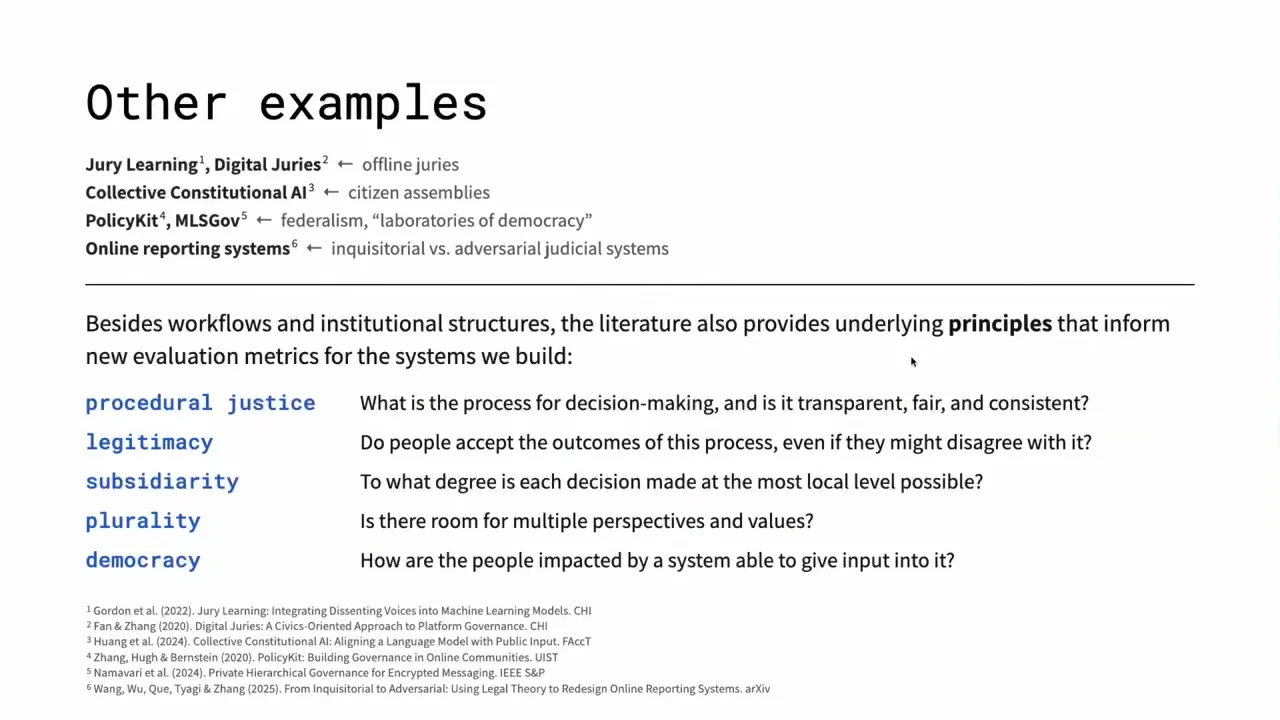 Other examples
Jury Learning¹, Digital Juries² ← offline juries
Collective Constitutional AI³ ← citizen assemblies
PolicyKit⁴, MLSGov⁵ ← federalism, “laboratories of democracy”
Online reporting systems⁶ ← inquisitorial vs. adversarial judicial systems
Besides workflows and institutional structures, the literature also provides underlying principles that inform
new evaluation metrics for the systems we build:
procedural justice What is the process for decision-making, and is it transparent, fair, and consistent?
legitimacy Do people accept the outcomes of this process, even if they might disagree with it?
subsidiarity To what degree is each decision made at the most local level possible?
plurality Is there room for multiple perspectives and values?
democracy How are the people impacted by a system able to give input into it?
¹ Gordon et al. (2022). Jury Learning: Integrating Dissenting Voices into Machine Learning Models. CHI
² Fan & Zhang (2020). Digital Juries: A Civics-Oriented Approach to Platform Governance. CHI
³ Huang et al. (2024). Collective Constitutional AI: Aligning a Language Model with Public Input. FAccT
⁴ Zhang, Hugh & Bernstein (2020). PolicyKit: Building Governance in Online Communities. UIST
⁵ Namavari et al. (2024). Private Hierarchical Governance for Encrypted Messaging. IEEE S&P
⁶ Wang, Wu, Que, Tyagi & Zhang (2025). From Inquisitorial to Adversarial: Using Legal Theory to Redesign Online Reporting Systems. arXiv